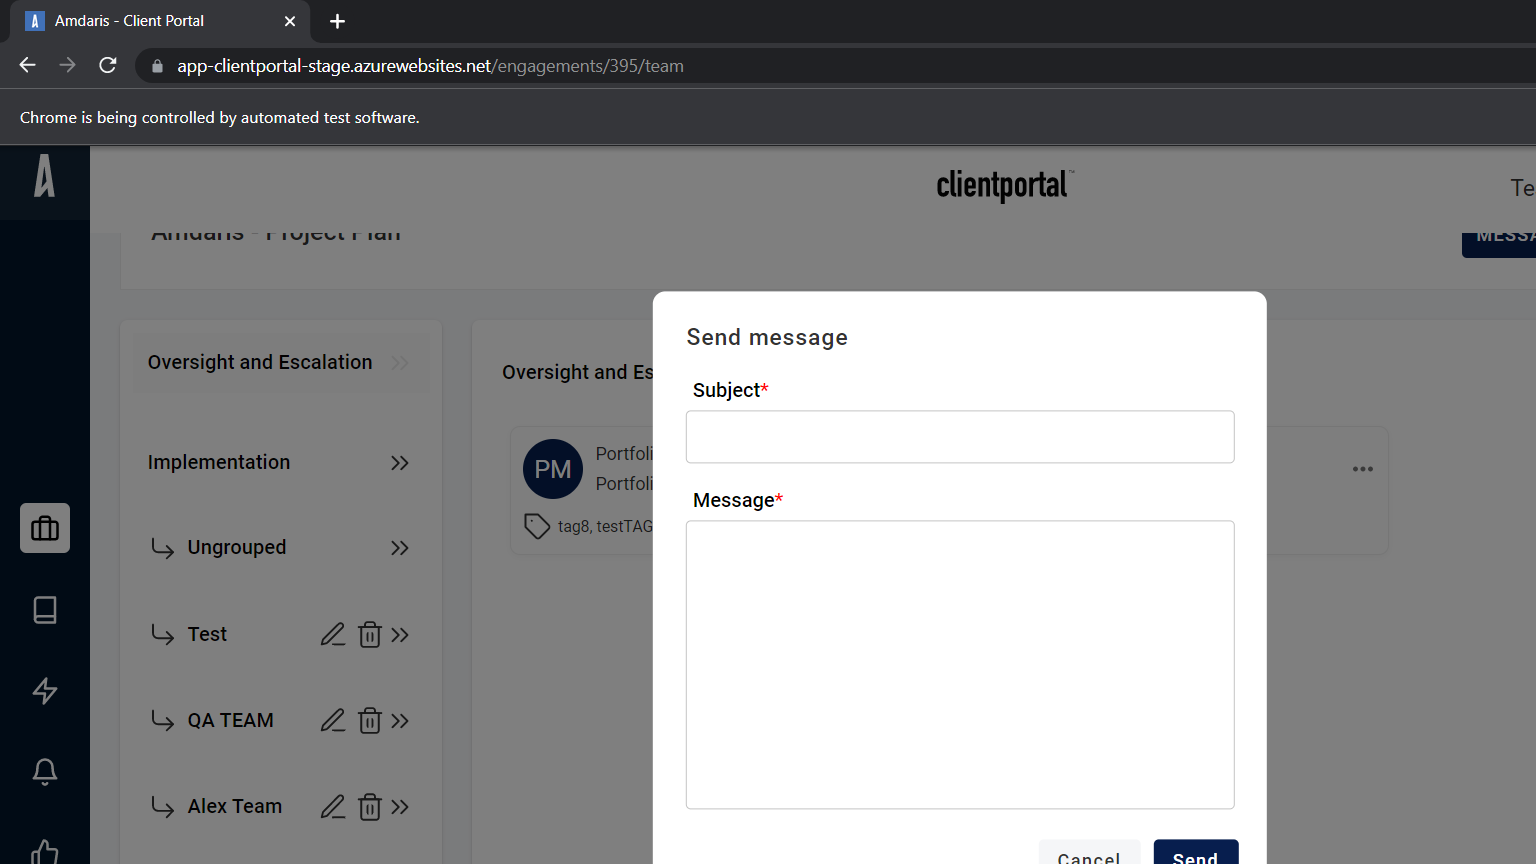 Amdaris - Client Portal
app-clientportal-stage.azurewebsites.net/engagements/395/team
Chrome is being controlled by automated test software.
clientportal™
Te
Amdaris - Project Plan
MESSA
Oversight and Escalation
Implementation
Ungrouped
Test
QA TEAM
Alex Team
Oversight and Es
PM
Portfoli
Portfoli
tag8, testTAG
Send message
Subject*
Message*
Cancel
Send